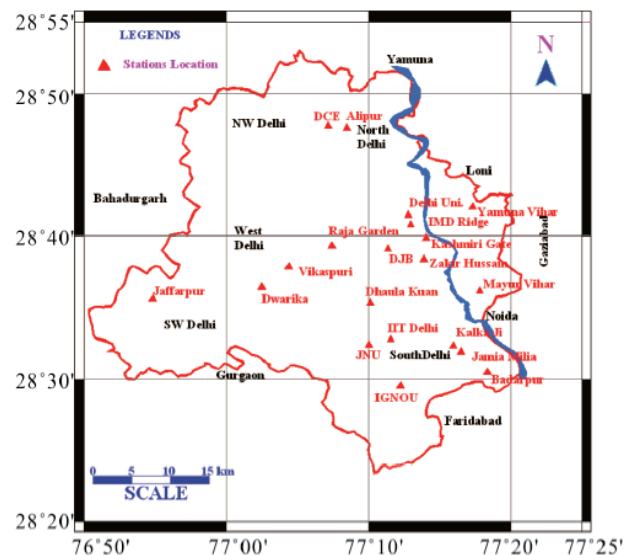 28°55'
LEGENDS
Stations Location
Yamuna
N
28°50'
DCE Alipur
NW Delhi
North
Delhi
Loni
Bahadurgarh
Delhi Uni.
Yamuna Vihar
IMD Ridge
West
Delhi
Raja Garden
28°40'
Kashmiri Gate
Gaziabad
DJB
Zakir Hussam
Vikaspuri
Jaffarpur
Dwarika
Dhaula Kuan
Mayur Vihar
SW Delhi
Noida
IIT Delhi
Kalka Ji
JNU
SouthDelhi
Jamia Milia
28°30'
Gurgaon
Badarpur
IGNOU
Faridabad
0 5 10 15 km
SCALE
28°20'
76°50' 77°00' 77°10' 77°20' 77°25'